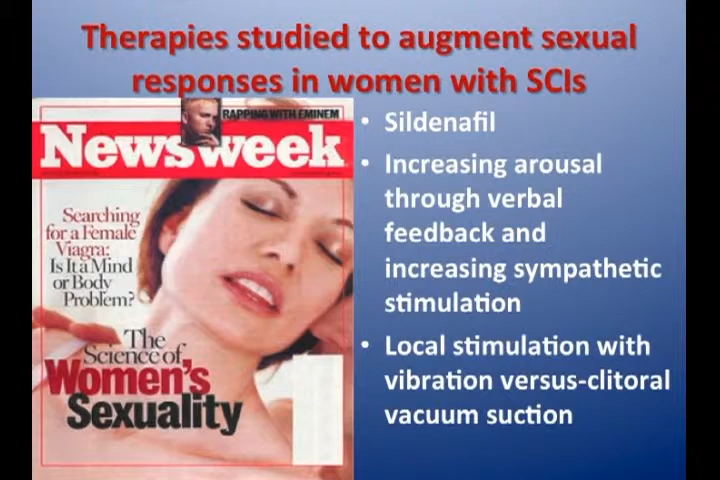 Therapies studied to augment sexual
responses in women with SCIs
RAPPING WITH EMINEM
Newsweek
Searching
for a Female
Viagra:
Is It a Mind
or Body
Problem?
The
Science of
Women's
Sexuality
• Sildenafil
• Increasing arousal
through verbal
feedback and
increasing sympathetic
stimulation
• Local stimulation with
vibration versus-clitoral
vacuum suction